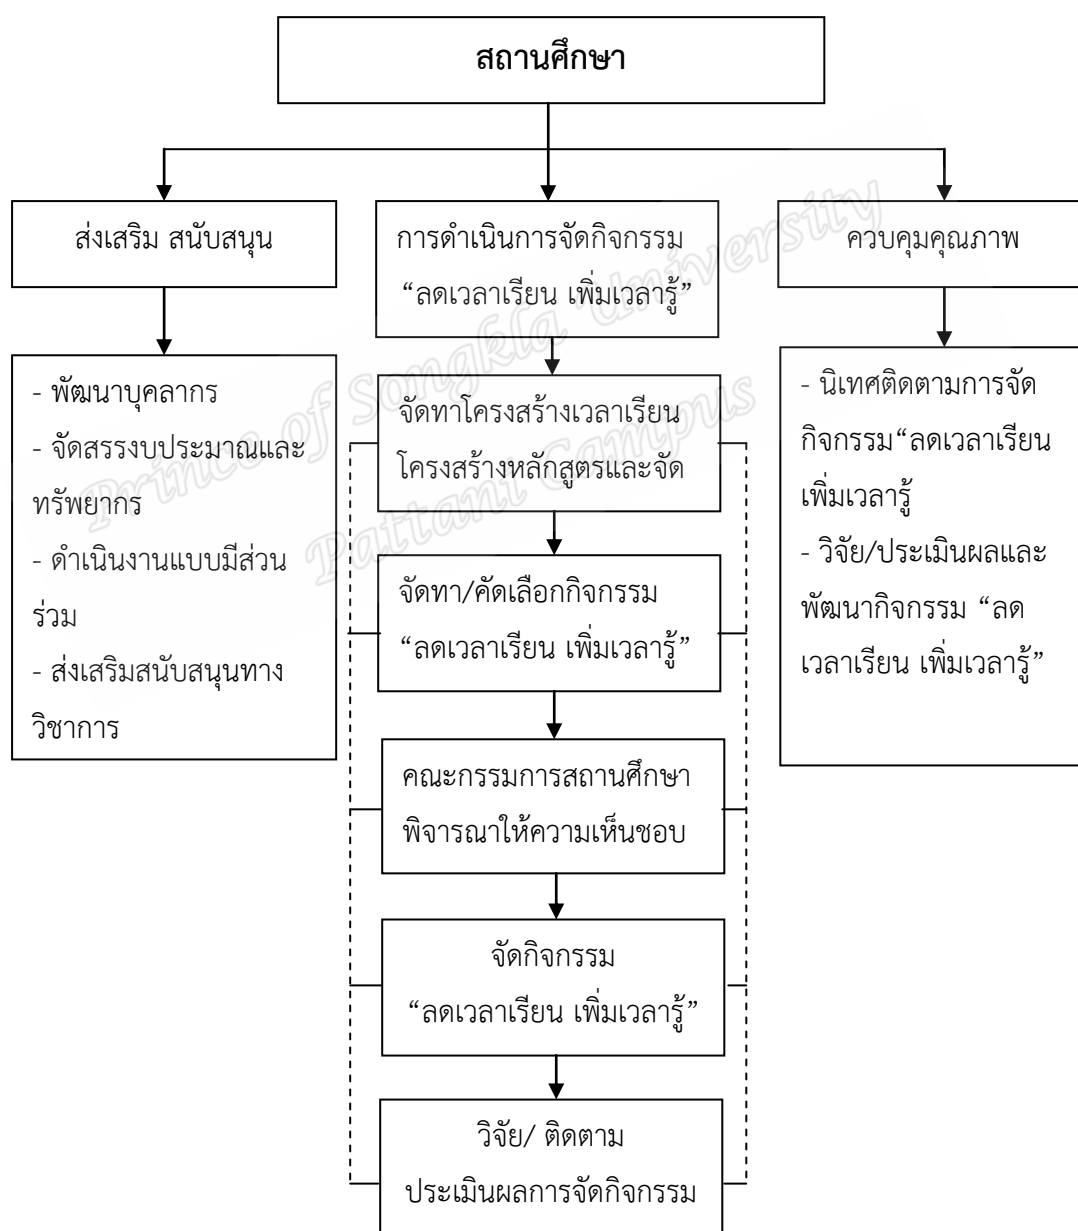 สถานศึกษา
ส่งเสริม สนับสนุน
- พัฒนาบุคลากร
- จัดสรรงบประมาณและ
ทรัพยากร
- ดำเนินงานแบบมีส่วน
ร่วม
- ส่งเสริมสนับสนุนทาง
วิชาการ
การดำเนินการจัดกิจกรรม
“ลดเวลาเรียน เพิ่มเวลารู้”
จัดทาโครงสร้างเวลาเรียน
โครงสร้างหลักสูตรและจัด
จัดทา/คัดเลือกกิจกรรม
“ลดเวลาเรียน เพิ่มเวลารู้”
คณะกรรมการสถานศึกษา
พิจารณาให้ความเห็นชอบ
จัดกิจกรรม
“ลดเวลาเรียน เพิ่มเวลารู้”
วิจัย/ ติดตาม
ประเมินผลการจัดกิจกรรม
ควบคุมคุณภาพ
- นิเทศติดตามการจัด
กิจกรรม“ลดเวลาเรียน
เพิ่มเวลารู้
- วิจัย/ประเมินผลและ
พัฒนากิจกรรม “ลด
เวลาเรียน เพิ่มเวลารู้”
Prince of Songkla University
Pattani Campus